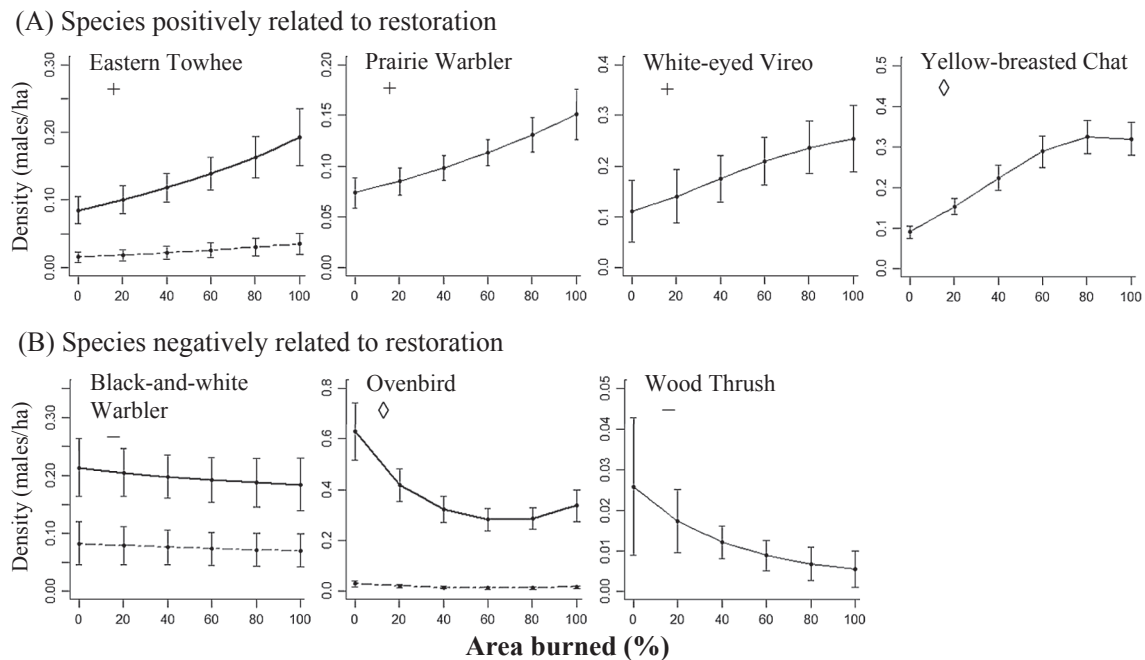 (A) Species positively related to restoration
Density (males/ha)
Eastern Towhee
+
0.30
0.20
0.10
0.00
0 20 40 60 80 100
Prairie Warbler
+
0.20
0.15
0.10
0.05
0.00
0 20 40 60 80 100
White-eyed Vireo
+
0.4
0.3
0.2
0.1
0.0
0 20 40 60 80 100
Yellow-breasted Chat
◊
0.5
0.4
0.3
0.2
0.1
0.0
0 20 40 60 80 100
(B) Species negatively related to restoration
Density (males/ha)
Black-and-white
Warbler
–
0.30
0.20
0.10
0.00
0 20 40 60 80 100
Ovenbird
◊
0.8
0.6
0.4
0.2
0.0
0 20 40 60 80 100
Wood Thrush
–
0.05
0.04
0.03
0.02
0.01
0.00
0 20 40 60 80 100
Area burned (%)